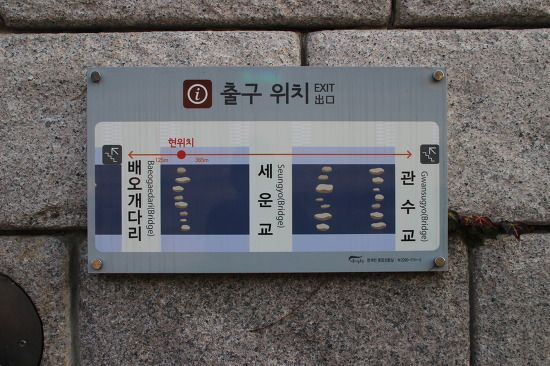 i 출구 위치 EXIT
出口
현위치
125m 365m
배오개다리 Baeogaedari(Bridge)
세운교 Seungyo(Bridge)
관수교 Gwansugyo(Bridge)